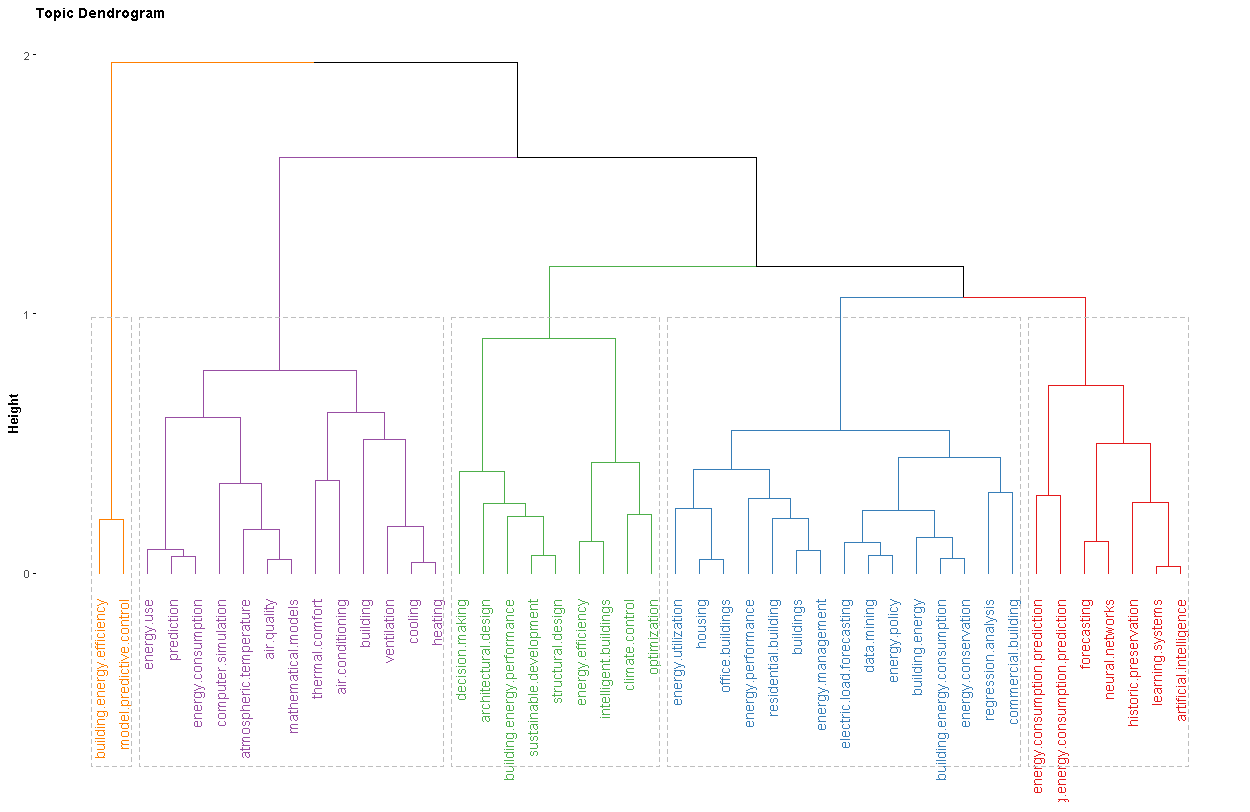 Topic Dendrogram
2
1
0
Height
building.energy.efficiency
model.predictive.control
energy.use
prediction
energy.consumption
computer.simulation
atmospheric.temperature
air.quality
mathematical.models
thermal.comfort
air.conditioning
building
ventilation
cooling
heating
decision.making
architectural.design
building.energy.performance
sustainable.development
structural.design
energy.efficiency
intelligent.buildings
climate.control
optimization
energy.utilization
housing
office.buildings
energy.performance
residential.building
buildings
energy.management
electric.load.forecasting
data.mining
energy.policy
building.energy
building.energy.consumption
energy.conservation
regression.analysis
commercial.building
energy.consumption.prediction
g.energy.consumption.prediction
forecasting
neural.networks
historic.preservation
learning.systems
artificial.intelligence